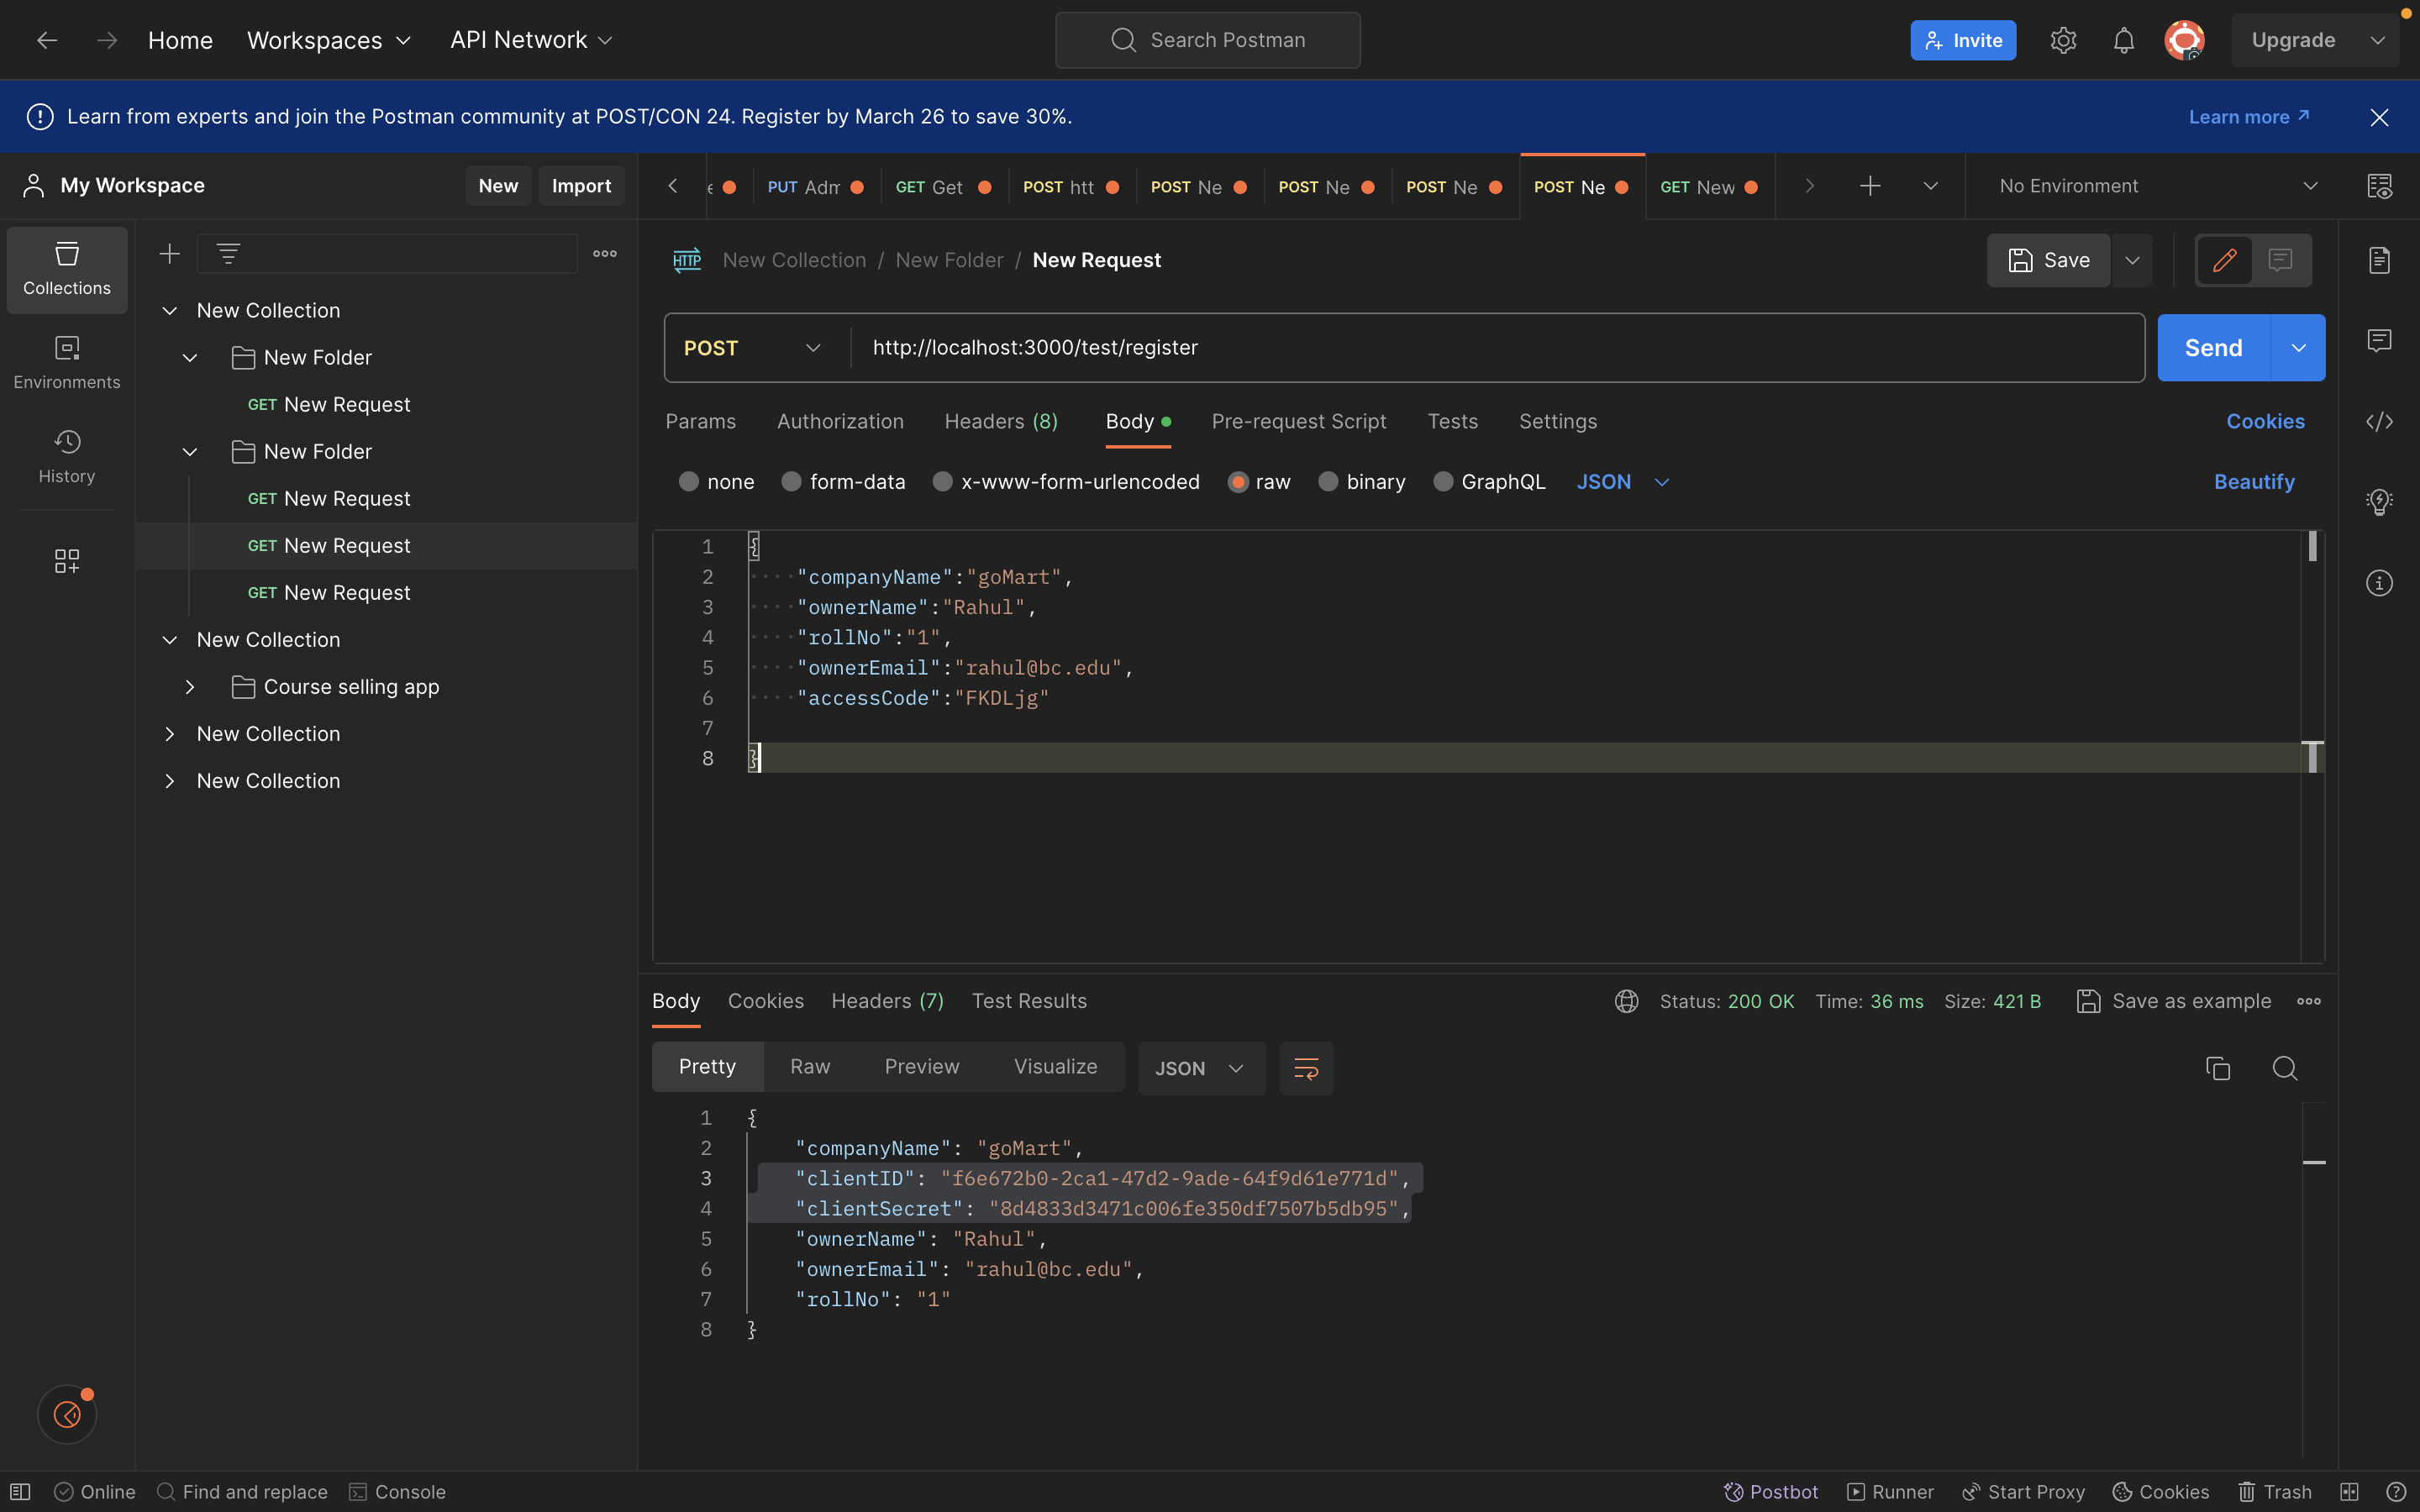 Home Workspaces API Network Search Postman Invite Upgrade
Learn from experts and join the Postman community at POST/CON 24. Register by March 26 to save 30%. Learn more
My Workspace New Import
PUT Adm GET Get POST htt POST Ne POST Ne POST Ne POST Ne GET New No Environment
Collections
Environments
History
New Collection
New Folder
GET New Request
New Folder
GET New Request
GET New Request
GET New Request
New Collection
Course selling app
New Collection
New Collection
HTTP New Collection / New Folder / New Request Save
POST http://localhost:3000/test/register Send
Params Authorization Headers (8) Body Pre-request Script Tests Settings Cookies
none form-data x-www-form-urlencoded raw binary GraphQL JSON Beautify
1 {
2 "companyName":"goMart",
3 "ownerName":"Rahul",
4 "rollNo":"1",
5 "ownerEmail":"rahul@bc.edu",
6 "accessCode":"FKDLjg"
7
8 }
Body Cookies Headers (7) Test Results Status: 200 OK Time: 36 ms Size: 421 B Save as example
Pretty Raw Preview Visualize JSON
1 {
2 "companyName": "goMart",
3 "clientID": "f6e672b0-2ca1-47d2-9ade-64f9d61e771d",
4 "clientSecret": "8d4833d3471c006fe350df7507b5db95",
5 "ownerName": "Rahul",
6 "ownerEmail": "rahul@bc.edu",
7 "rollNo": "1"
8 }
Online Find and replace Console Postbot Runner Start Proxy Cookies Trash